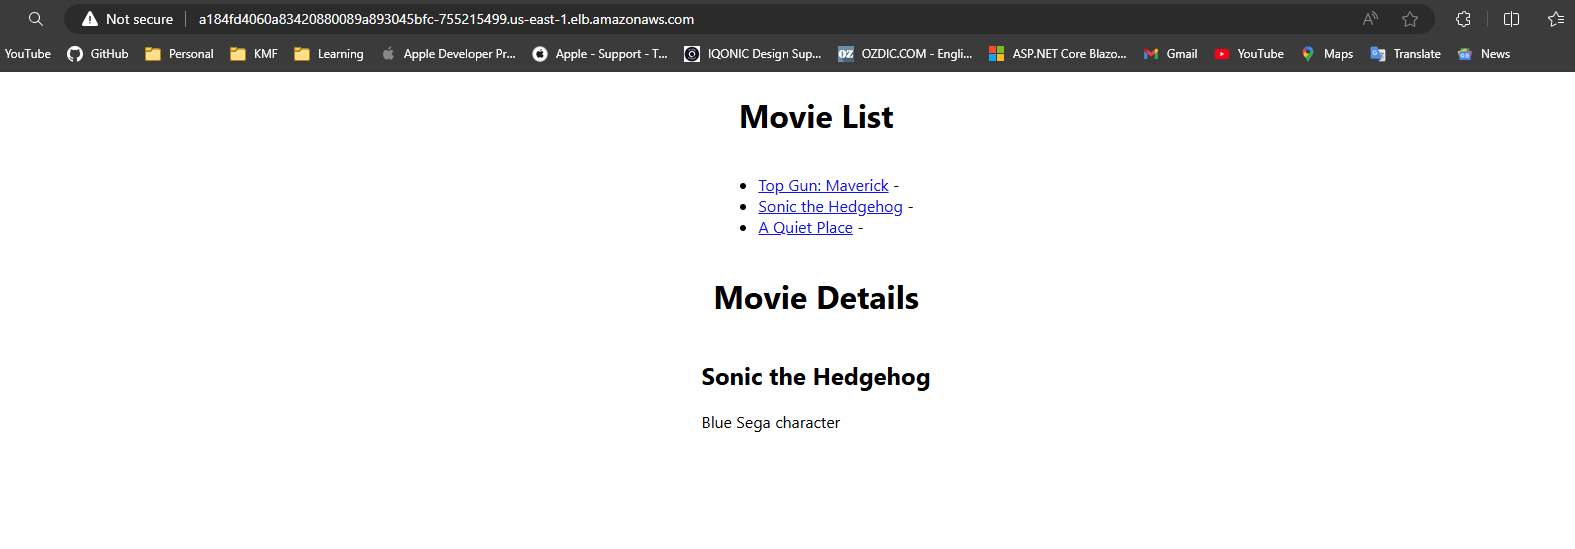 Not secure a184fd4060a83420880089a893045bfc-755215499.us-east-1.elb.amazonaws.com
YouTube GitHub Personal KMF Learning Apple Developer Pr... Apple - Support - T... IQONIC Design Sup... OZ OZDIC.COM - Engli... ASP.NET Core Blazo... Gmail YouTube Maps Translate News
Movie List
• Top Gun: Maverick -
• Sonic the Hedgehog -
• A Quiet Place -
Movie Details
Sonic the Hedgehog
Blue Sega character